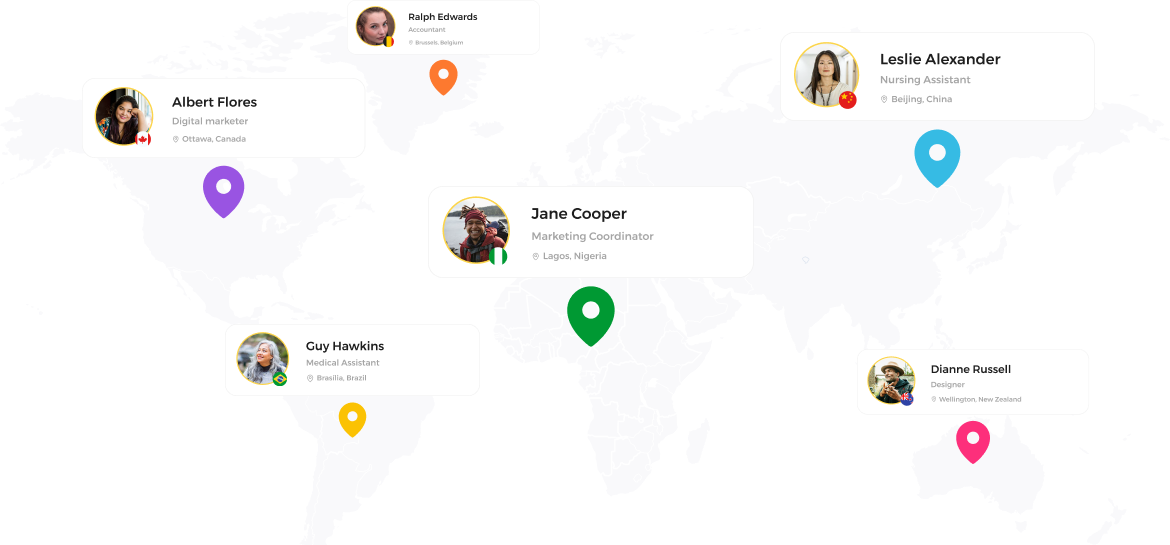 Ralph Edwards
Accountant
Brussels, Belgium
Leslie Alexander
Nursing Assistant
Beijing, China
Albert Flores
Digital marketer
Ottawa, Canada
Jane Cooper
Marketing Coordinator
Lagos, Nigeria
Guy Hawkins
Medical Assistant
Brasília, Brazil
Dianne Russell
Designer
Wellington, New Zealand